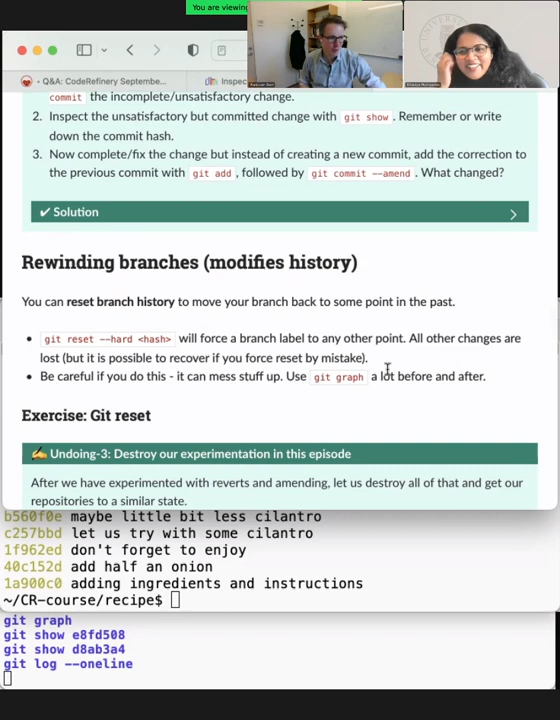 You are viewing
Q&A: CodeRefinery Septembe...
Inspec
commit the incomplete/unsatisfactory change.
2. Inspect the unsatisfactory but committed change with git show . Remember or write
down the commit hash.
3. Now complete/fix the change but instead of creating a new commit, add the correction to
the previous commit with git add , followed by git commit --amend . What changed?
✔ Solution
Rewinding branches (modifies history)
You can reset branch history to move your branch back to some point in the past.
• git reset --hard <hash> will force a branch label to any other point. All other changes are
lost (but it is possible to recover if you force reset by mistake).
• Be careful if you do this - it can mess stuff up. Use git graph a lot before and after.
Exercise: Git reset
✍ Undoing-3: Destroy our experimentation in this episode
After we have experimented with reverts and amending, let us destroy all of that and get our
repositories to a similar state.
b560f0e maybe little bit less cilantro
c257bbd let us try with some cilantro
1f962ed don't forget to enjoy
40c152d add half an onion
1a900c0 adding ingredients and instructions
~/CR-course/recipe$
git graph
git show e8fd508
git show d8ab3a4
git log --oneline